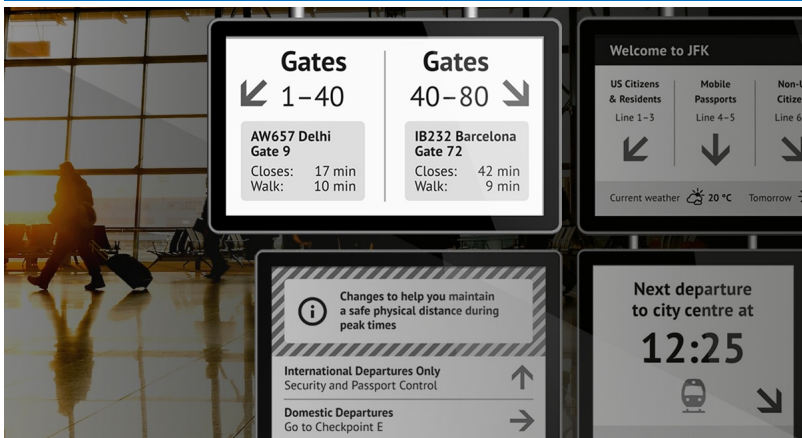 Gates
1–40
AW657 Delhi
Gate 9
Closes: 17 min
Walk: 10 min
Gates
40–80
IB232 Barcelona
Gate 72
Closes: 42 min
Walk: 9 min
Welcome to JFK
US Citizens
& Residents
Line 1–3
Mobile
Passports
Line 4–5
Line 6
Current weather 20 °C Tomorrow
Changes to help you maintain
a safe physical distance during
peak times
International Departures Only
Security and Passport Control
Domestic Departures
Go to Checkpoint E
Next departure
to city centre at
12:25